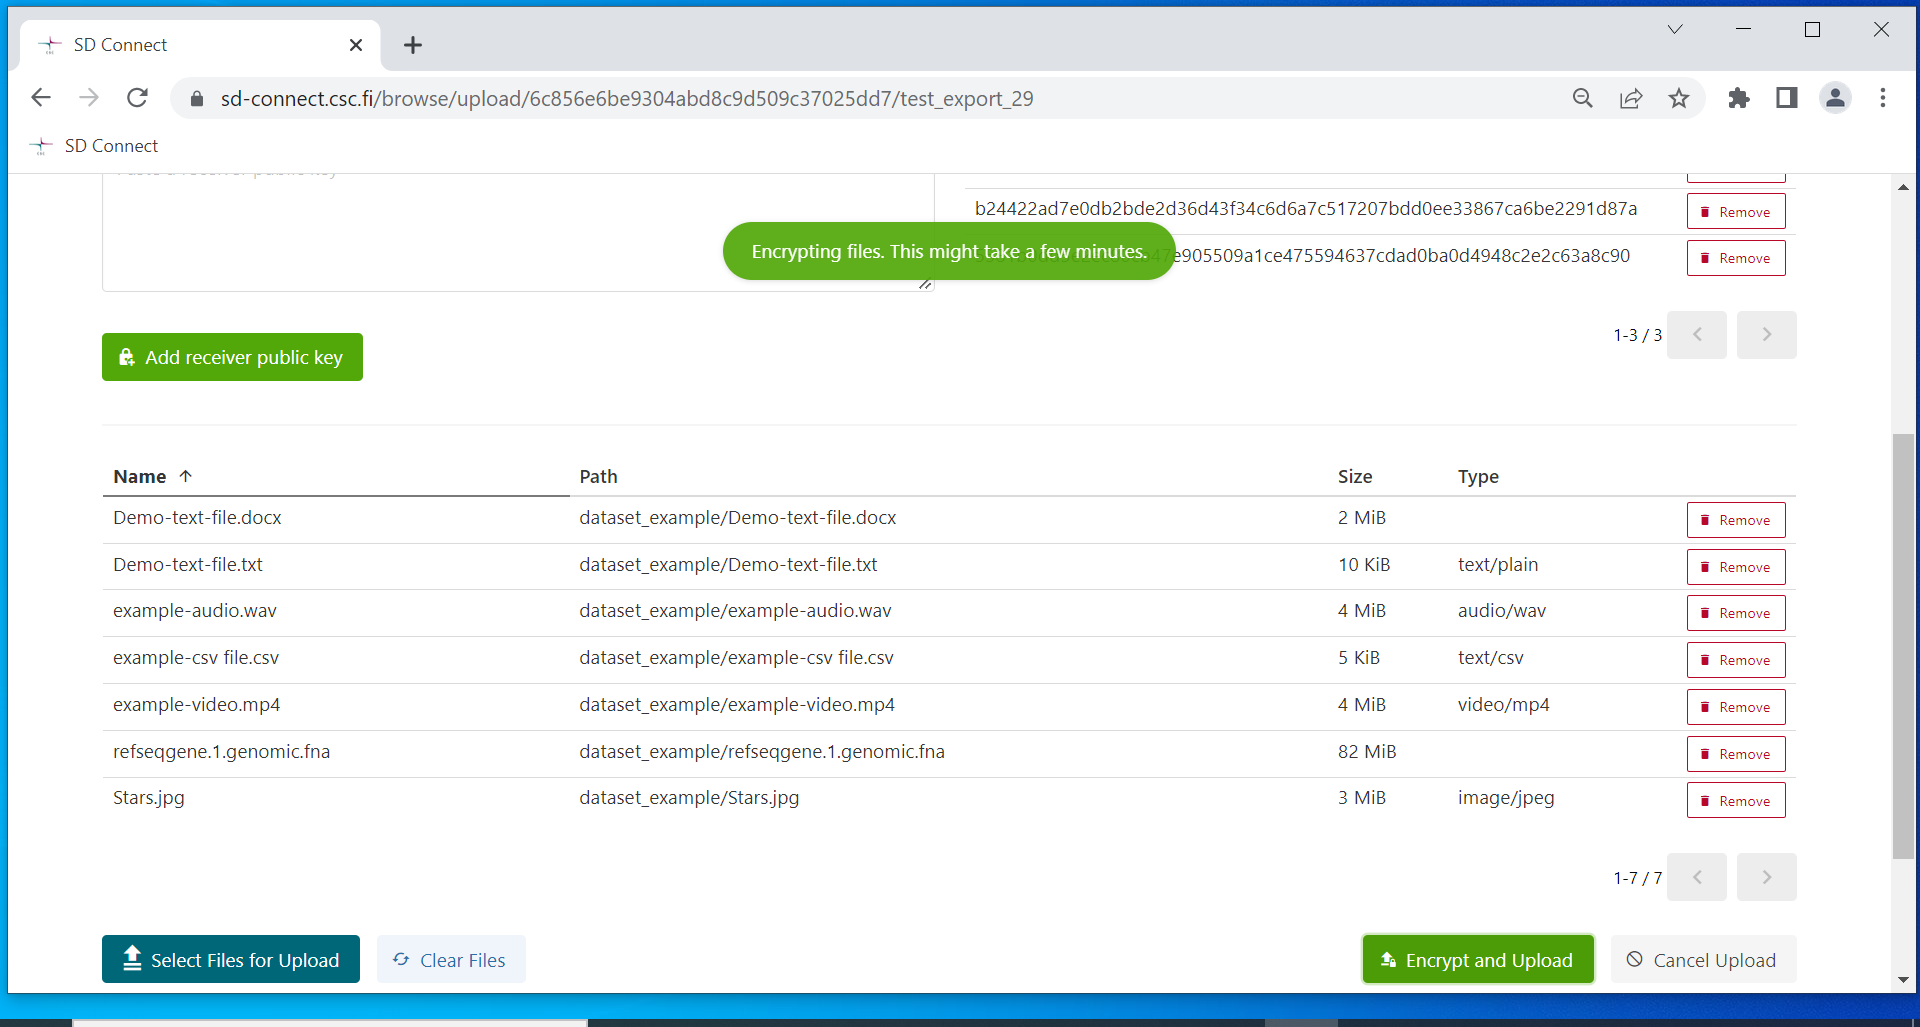 SD Connect
sd-connect.csc.fi/browse/upload/6c856e6be9304abd8c9d509c37025dd7/test_export_29
SD Connect
b24422ad7e0db2bde2d36d43f34c6d6a7c517207bdd0ee33867ca6be2291d87a Remove
Encrypting files. This might take a few minutes.
e905509a1ce475594637cdad0ba0d4948c2e2c63a8c90 Remove
1-3 / 3
Add receiver public key
Name Path Size Type
Demo-text-file.docx dataset_example/Demo-text-file.docx 2 MiB Remove
Demo-text-file.txt dataset_example/Demo-text-file.txt 10 KiB text/plain Remove
example-audio.wav dataset_example/example-audio.wav 4 MiB audio/wav Remove
example-csv file.csv dataset_example/example-csv file.csv 5 KiB text/csv Remove
example-video.mp4 dataset_example/example-video.mp4 4 MiB video/mp4 Remove
refseqgene.1.genomic.fna dataset_example/refseqgene.1.genomic.fna 82 MiB Remove
Stars.jpg dataset_example/Stars.jpg 3 MiB image/jpeg Remove
1-7 / 7
Select Files for Upload Clear Files Encrypt and Upload Cancel Upload